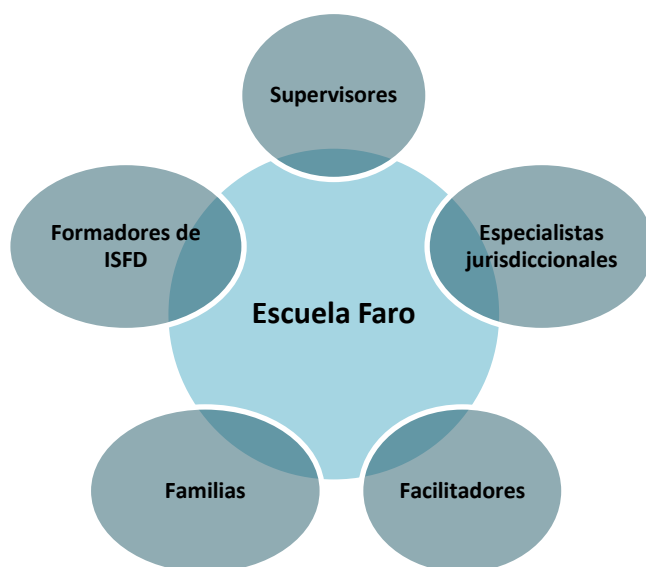 Supervisores
Formadores de
ISFD
Especialistas
jurisdiccionales
Escuela Faro
Familias
Facilitadores